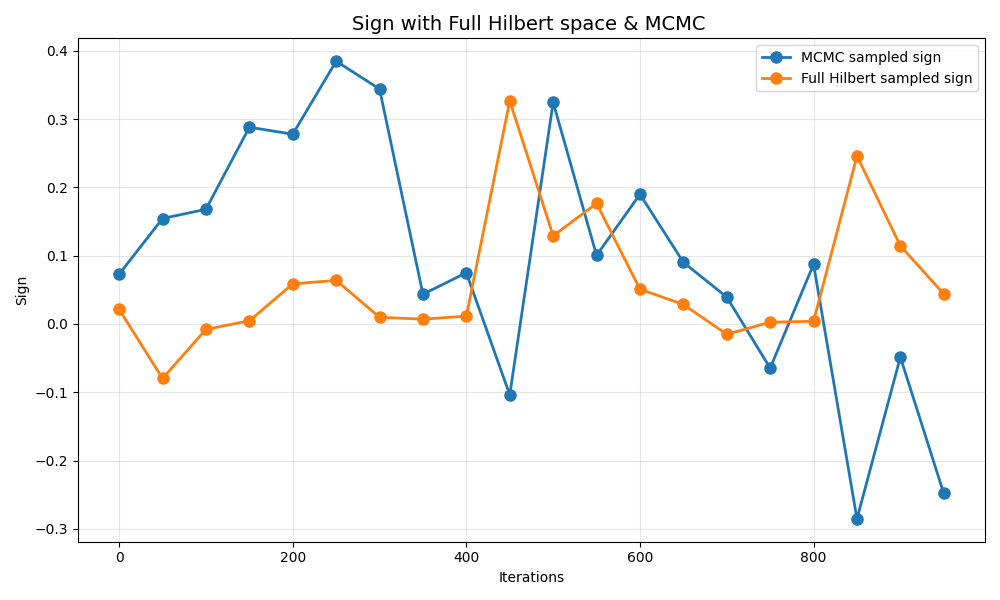 Sign with Full Hilbert space & MCMC
MCMC sampled sign
Full Hilbert sampled sign
Sign
0.4
0.3
0.2
0.1
0.0
−0.1
−0.2
−0.3
0 200 400 600 800
Iterations